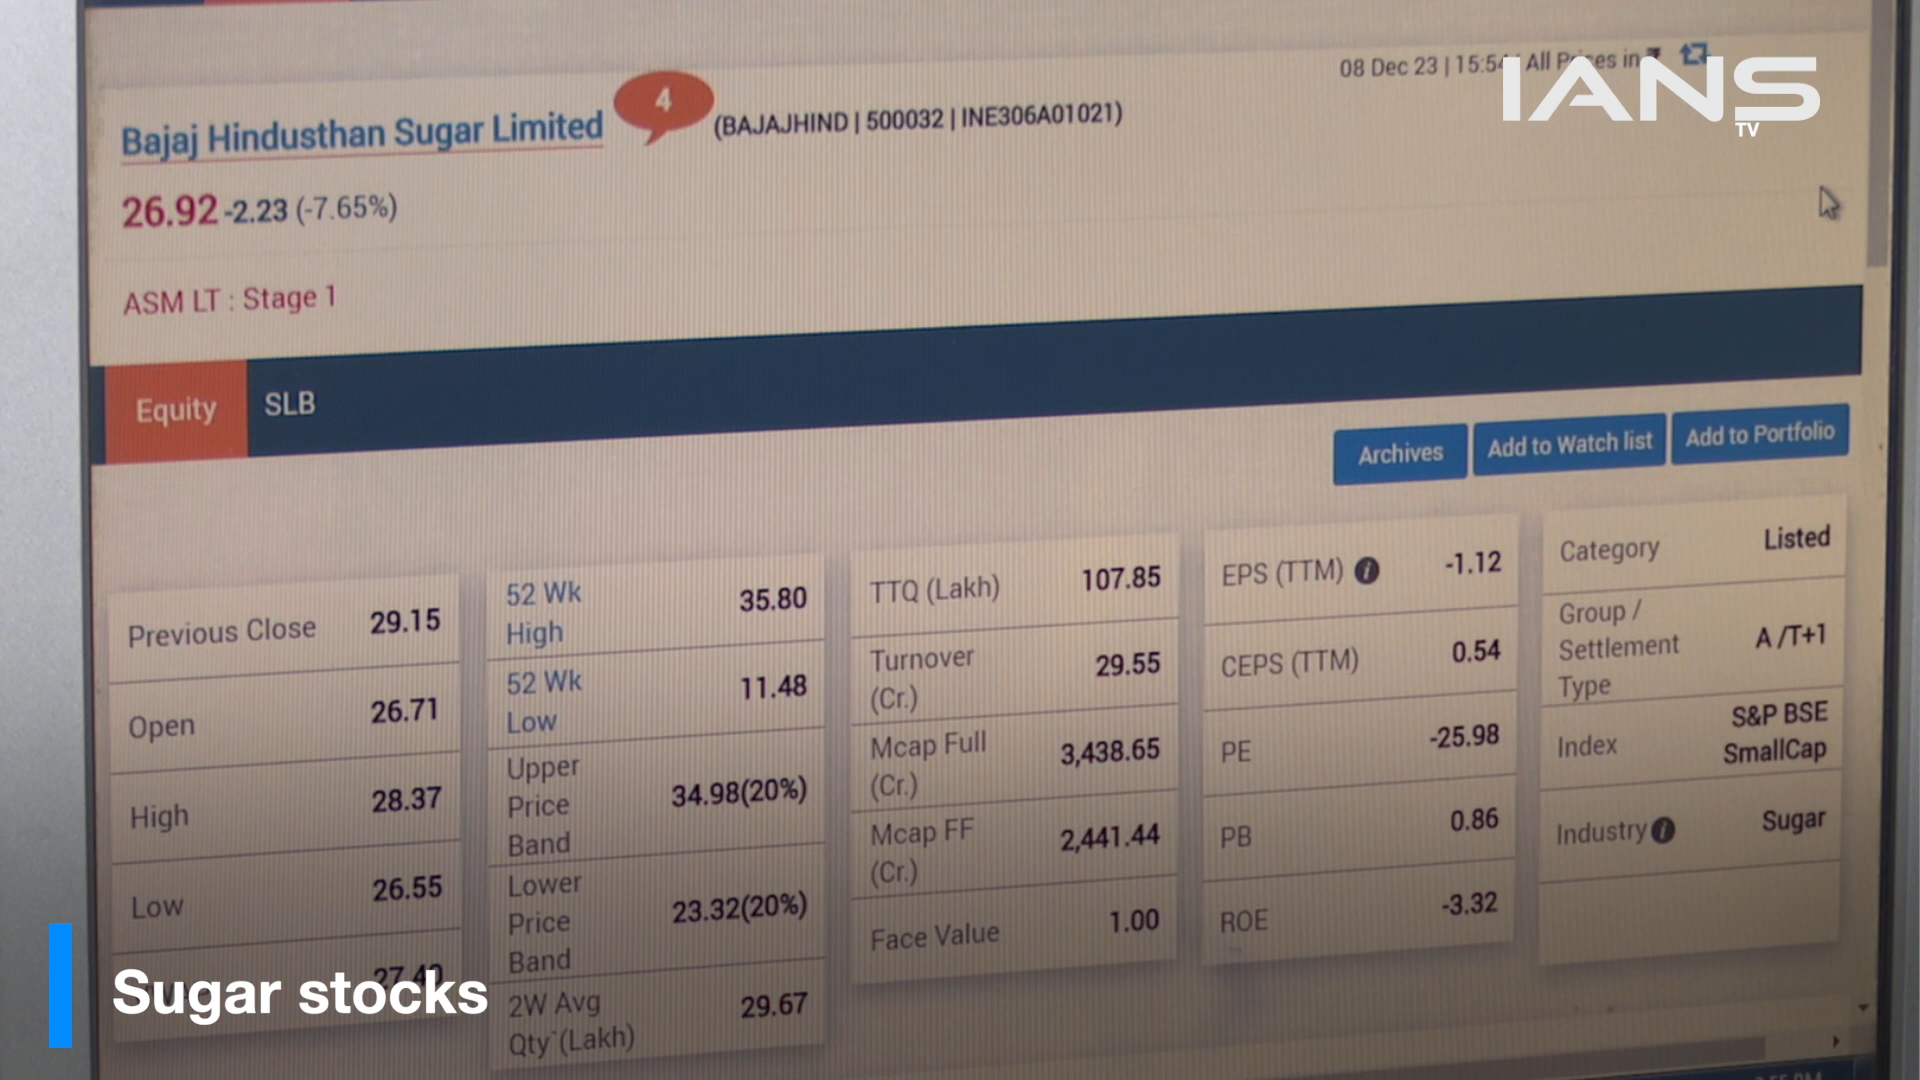 08 Dec 23 | 15:54 All Prices in ₹
IANS
TV
Bajaj Hindusthan Sugar Limited
4
(BAJAJHIND | 500032 | INE306A01021)
26.92 -2.23 (-7.65%)
ASM LT : Stage 1
Equity
SLB
Archives
Add to Watch list
Add to Portfolio
Previous Close 29.15
Open 26.71
High 28.37
Low 26.55
27.40
52 Wk
High
35.80
52 Wk
Low
11.48
Upper
Price
Band
34.98(20%)
Lower
Price
Band
23.32(20%)
2W Avg
Qty (Lakh)
29.67
TTQ (Lakh) 107.85
Turnover
(Cr.)
29.55
Mcap Full
(Cr.)
3,438.65
Mcap FF
(Cr.)
2,441.44
Face Value 1.00
EPS (TTM) i -1.12
CEPS (TTM) 0.54
PE -25.98
PB 0.86
ROE -3.32
Category Listed
Group /
Settlement
Type
A /T+1
Index
S&P BSE
SmallCap
Industry i Sugar
Sugar stocks